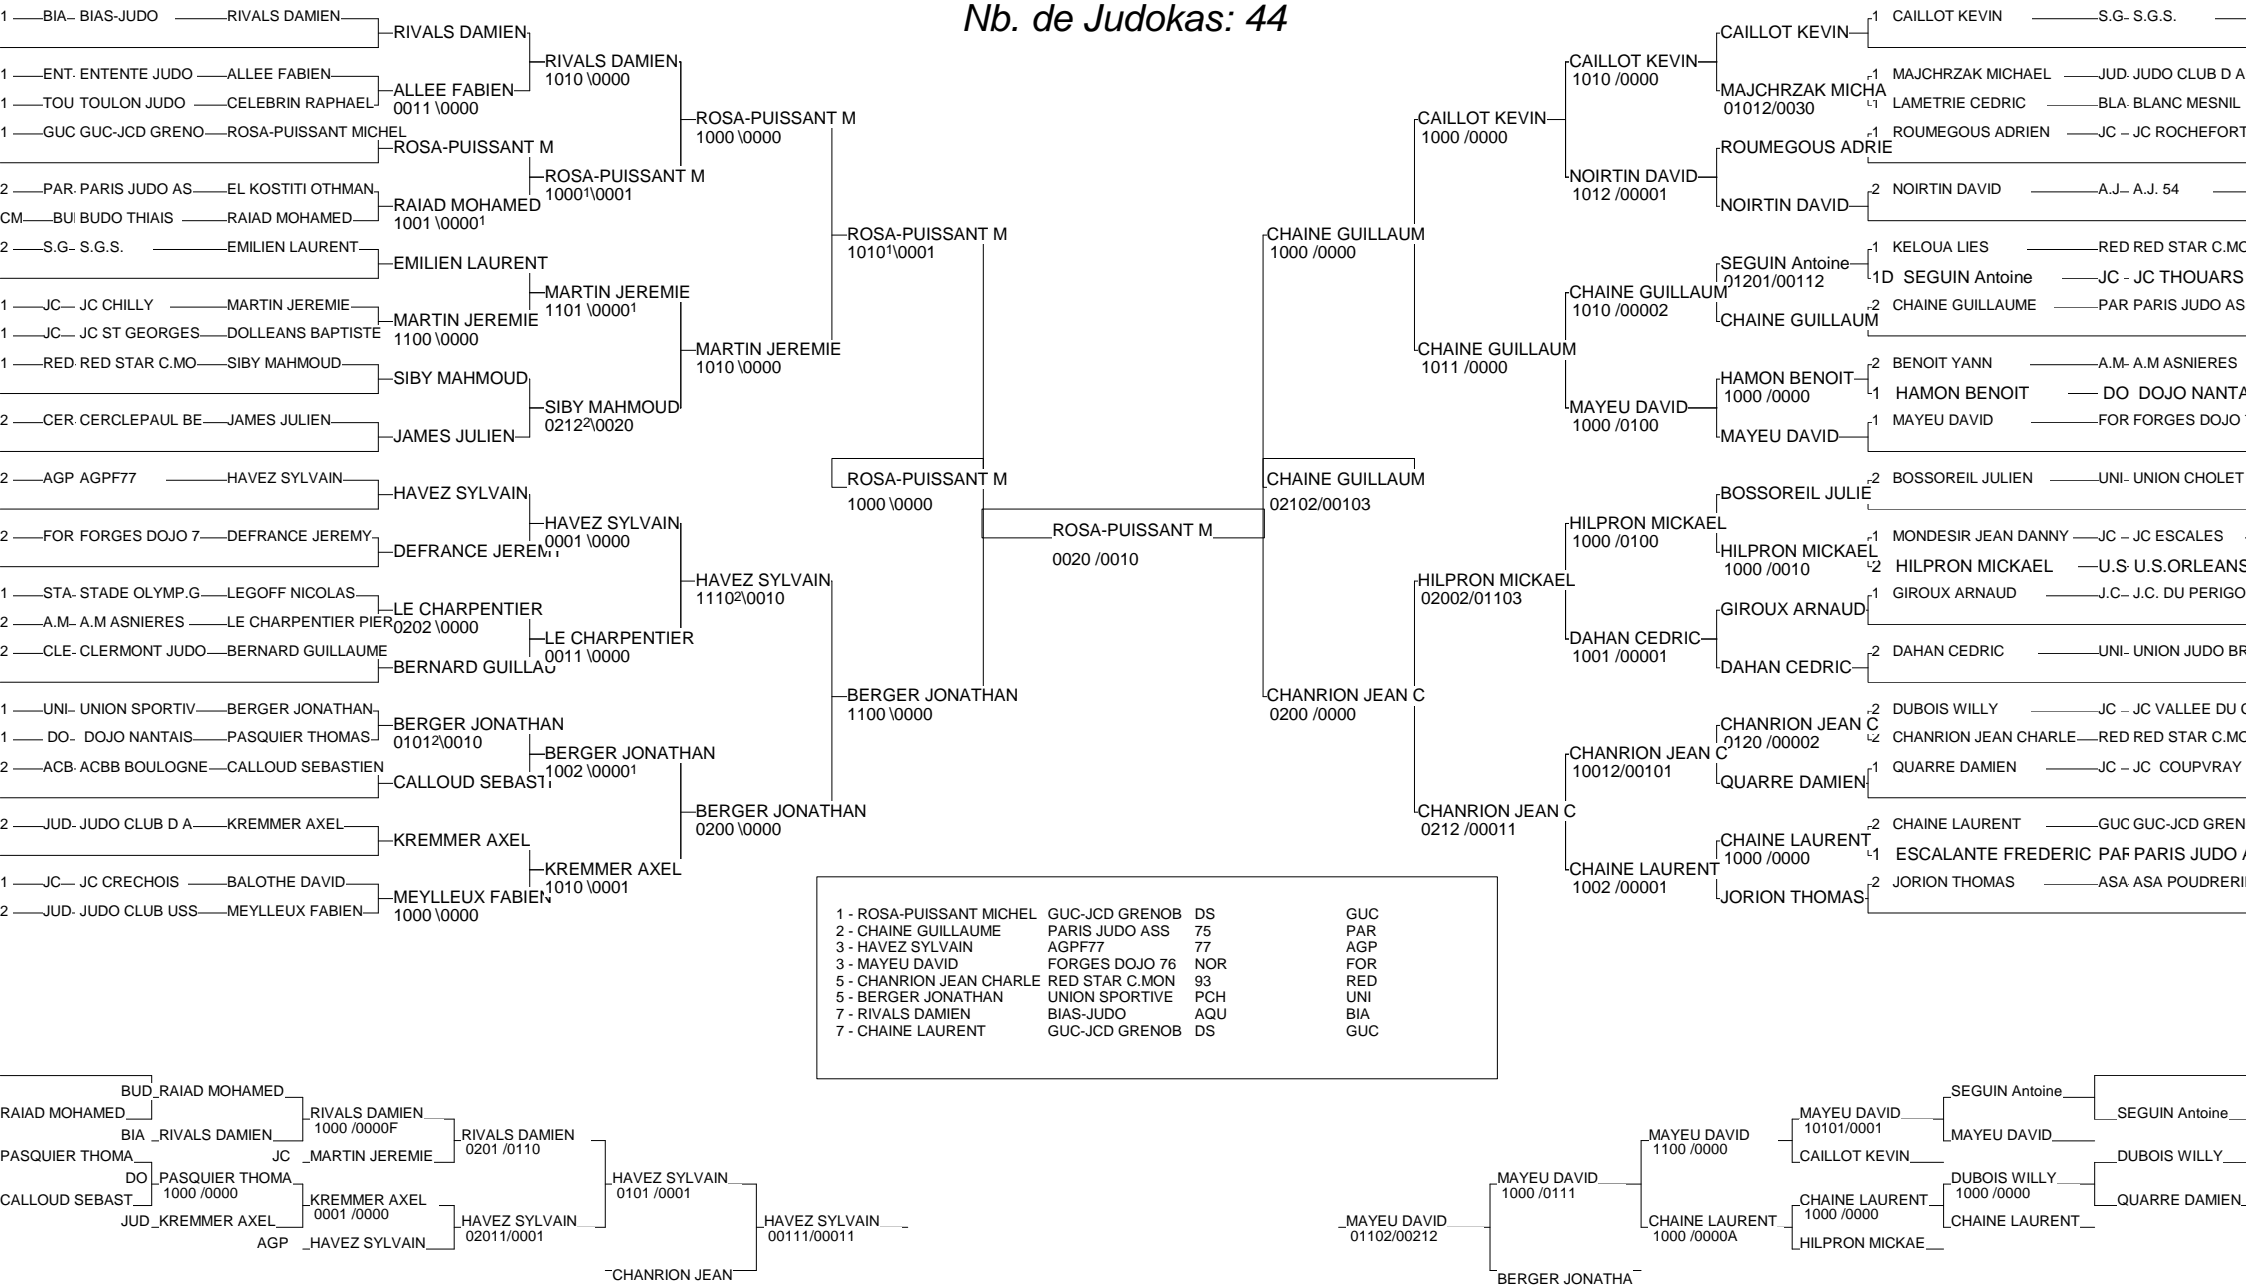 Nb. de Judokas: 44
1 BIA BIAS-JUDO RIVALS DAMIEN
1 ENT ENTENTE JUDO ALLEE FABIEN
1 TOU TOULON JUDO CELEBRIN RAPHAEL
1 GUC GUC-JCD GRENO ROSA-PUISSANT MICHEL
2 PAR PARIS JUDO AS EL KOSTITI OTHMAN
CM BU BUDO THIAIS RAIAD MOHAMED
2 S.G S.G.S. EMILIEN LAURENT
1 JC JC CHILLY MARTIN JEREMIE
1 JC JC ST GEORGES DOLLEANS BAPTISTE
1 RED RED STAR C.MO SIBY MAHMOUD
2 CER CERCLEPAUL BE JAMES JULIEN
2 AGP AGPF77 HAVEZ SYLVAIN
2 FOR FORGES DOJO 7 DEFRANCE JEREMY
1 STA STADE OLYMP.G LEGOFF NICOLAS
2 A.M A.M ASNIERES LE CHARPENTIER PIER
2 CLE CLERMONT JUDO BERNARD GUILLAUME
1 UNI UNION SPORTIV BERGER JONATHAN
1 DO DOJO NANTAIS PASQUIER THOMAS
2 ACB ACBB BOULOGNE CALLOUD SEBASTIEN
2 JUD JUDO CLUB D A KREMMER AXEL
1 JC JC CRECHOIS BALOTHE DAVID
2 JUD JUDO CLUB USS MEYLLEUX FABIEN
RIVALS DAMIEN
ALLEE FABIEN
0011 \0000
ROSA-PUISSANT M
RAIAD MOHAMED
1001 \00001
EMILIEN LAURENT
MARTIN JEREMIE
1100 \0000
SIBY MAHMOUD
JAMES JULIEN
HAVEZ SYLVAIN
DEFRANCE JEREMY
LE CHARPENTIER
0202 \0000
BERNARD GUILLAU
BERGER JONATHAN
01012\0010
CALLOUD SEBASTI
KREMMER AXEL
MEYLLEUX FABIEN
1000 \0000
RIVALS DAMIEN
1010 \0000
ROSA-PUISSANT M
10001\0001
MARTIN JEREMIE
1101 \00001
SIBY MAHMOUD
02122\0020
HAVEZ SYLVAIN
0001 \0000
LE CHARPENTIER
0011 \0000
BERGER JONATHAN
1002 \00001
KREMMER AXEL
1010 \0001
ROSA-PUISSANT M
1000 \0000
MARTIN JEREMIE
1010 \0000
HAVEZ SYLVAIN
11102\0010
BERGER JONATHAN
0200 \0000
ROSA-PUISSANT M
10101\0001
BERGER JONATHAN
1100 \0000
ROSA-PUISSANT M
1000 \0000
ROSA-PUISSANT M
0020 /0010
CHAINE GUILLAUM
02102/00103
CHAINE GUILLAUM
1000 /0000
CHANRION JEAN C
0200 /0000
CAILLOT KEVIN
1000 /0000
CHAINE GUILLAUM
1011 /0000
HILPRON MICKAEL
02002/01103
CHANRION JEAN C
0212 /00011
CAILLOT KEVIN
1010 /0000
NOIRTIN DAVID
1012 /00001
CHAINE GUILLAUM
1010 /00002
MAYEU DAVID
1000 /0100
HILPRON MICKAEL
1000 /0100
DAHAN CEDRIC
1001 /00001
CHANRION JEAN C
10012/00101
CHAINE LAURENT
1002 /00001
CAILLOT KEVIN
MAJCHRZAK MICHA
01012/0030
ROUMEGOUS ADRIE
NOIRTIN DAVID
SEGUIN Antoine
01201/00112
CHAINE GUILLAUM
HAMON BENOIT
1000 /0000
MAYEU DAVID
BOSSOREIL JULIE
HILPRON MICKAEL
1000 /0010
GIROUX ARNAUD
DAHAN CEDRIC
CHANRION JEAN C
0120 /00002
QUARRE DAMIEN
CHAINE LAURENT
1000 /0000
JORION THOMAS
1 CAILLOT KEVIN S.G S.G.S.
1 MAJCHRZAK MICHAEL JUD JUDO CLUB D A
1 LAMETRIE CEDRIC BLA BLANC MESNIL
1 ROUMEGOUS ADRIEN JC JC ROCHEFORT
2 NOIRTIN DAVID A.J A.J. 54
1 KELOUA LIES RED RED STAR C.MO
1D SEGUIN Antoine JC JC THOUARS
2 CHAINE GUILLAUME PAR PARIS JUDO AS
2 BENOIT YANN A.M A.M ASNIERES
1 HAMON BENOIT DO DOJO NANTA
1 MAYEU DAVID FOR FORGES DOJO
2 BOSSOREIL JULIEN UNI UNION CHOLET
1 MONDESIR JEAN DANNY JC JC ESCALES
2 HILPRON MICKAEL U.S U.S.ORLEANS
1 GIROUX ARNAUD J.C J.C. DU PERIGO
2 DAHAN CEDRIC UNI UNION JUDO BR
2 DUBOIS WILLY JC JC VALLEE DU
2 CHANRION JEAN CHARLE RED RED STAR C.MO
1 QUARRE DAMIEN JC JC COUPVRAY
2 CHAINE LAURENT GUC GUC-JCD GREN
1 ESCALANTE FREDERIC PAR PARIS JUDO A
2 JORION THOMAS ASA ASA POUDRERI
1 - ROSA-PUISSANT MICHEL GUC-JCD GRENOB DS GUC
2 - CHAINE GUILLAUME PARIS JUDO ASS 75 PAR
3 - HAVEZ SYLVAIN AGPF77 77 AGP
3 - MAYEU DAVID FORGES DOJO 76 NOR FOR
5 - CHANRION JEAN CHARLE RED STAR C.MON 93 RED
5 - BERGER JONATHAN UNION SPORTIVE PCH UNI
7 - RIVALS DAMIEN BIAS-JUDO AQU BIA
7 - CHAINE LAURENT GUC-JCD GRENOB DS GUC
RAIAD MOHAMED
PASQUIER THOMA
CALLOUD SEBAST
BUD RAIAD MOHAMED
BIA RIVALS DAMIEN
DO PASQUIER THOMA
1000 /0000
JUD KREMMER AXEL
RIVALS DAMIEN
1000 /0000F
JC MARTIN JEREMIE
KREMMER AXEL
0001 /0000
AGP HAVEZ SYLVAIN
RIVALS DAMIEN
0201 /0110
HAVEZ SYLVAIN
02011/0001
HAVEZ SYLVAIN
0101 /0001
CHANRION JEAN
HAVEZ SYLVAIN
00111/00011
MAYEU DAVID
01102/00212
MAYEU DAVID
1000 /0111
BERGER JONATHA
MAYEU DAVID
1100 /0000
CHAINE LAURENT
1000 /0000A
MAYEU DAVID
10101/0001
CAILLOT KEVIN
CHAINE LAURENT
1000 /0000
HILPRON MICKAE
SEGUIN Antoine
MAYEU DAVID
DUBOIS WILLY
1000 /0000
CHAINE LAURENT
SEGUIN Antoine
DUBOIS WILLY
QUARRE DAMIEN